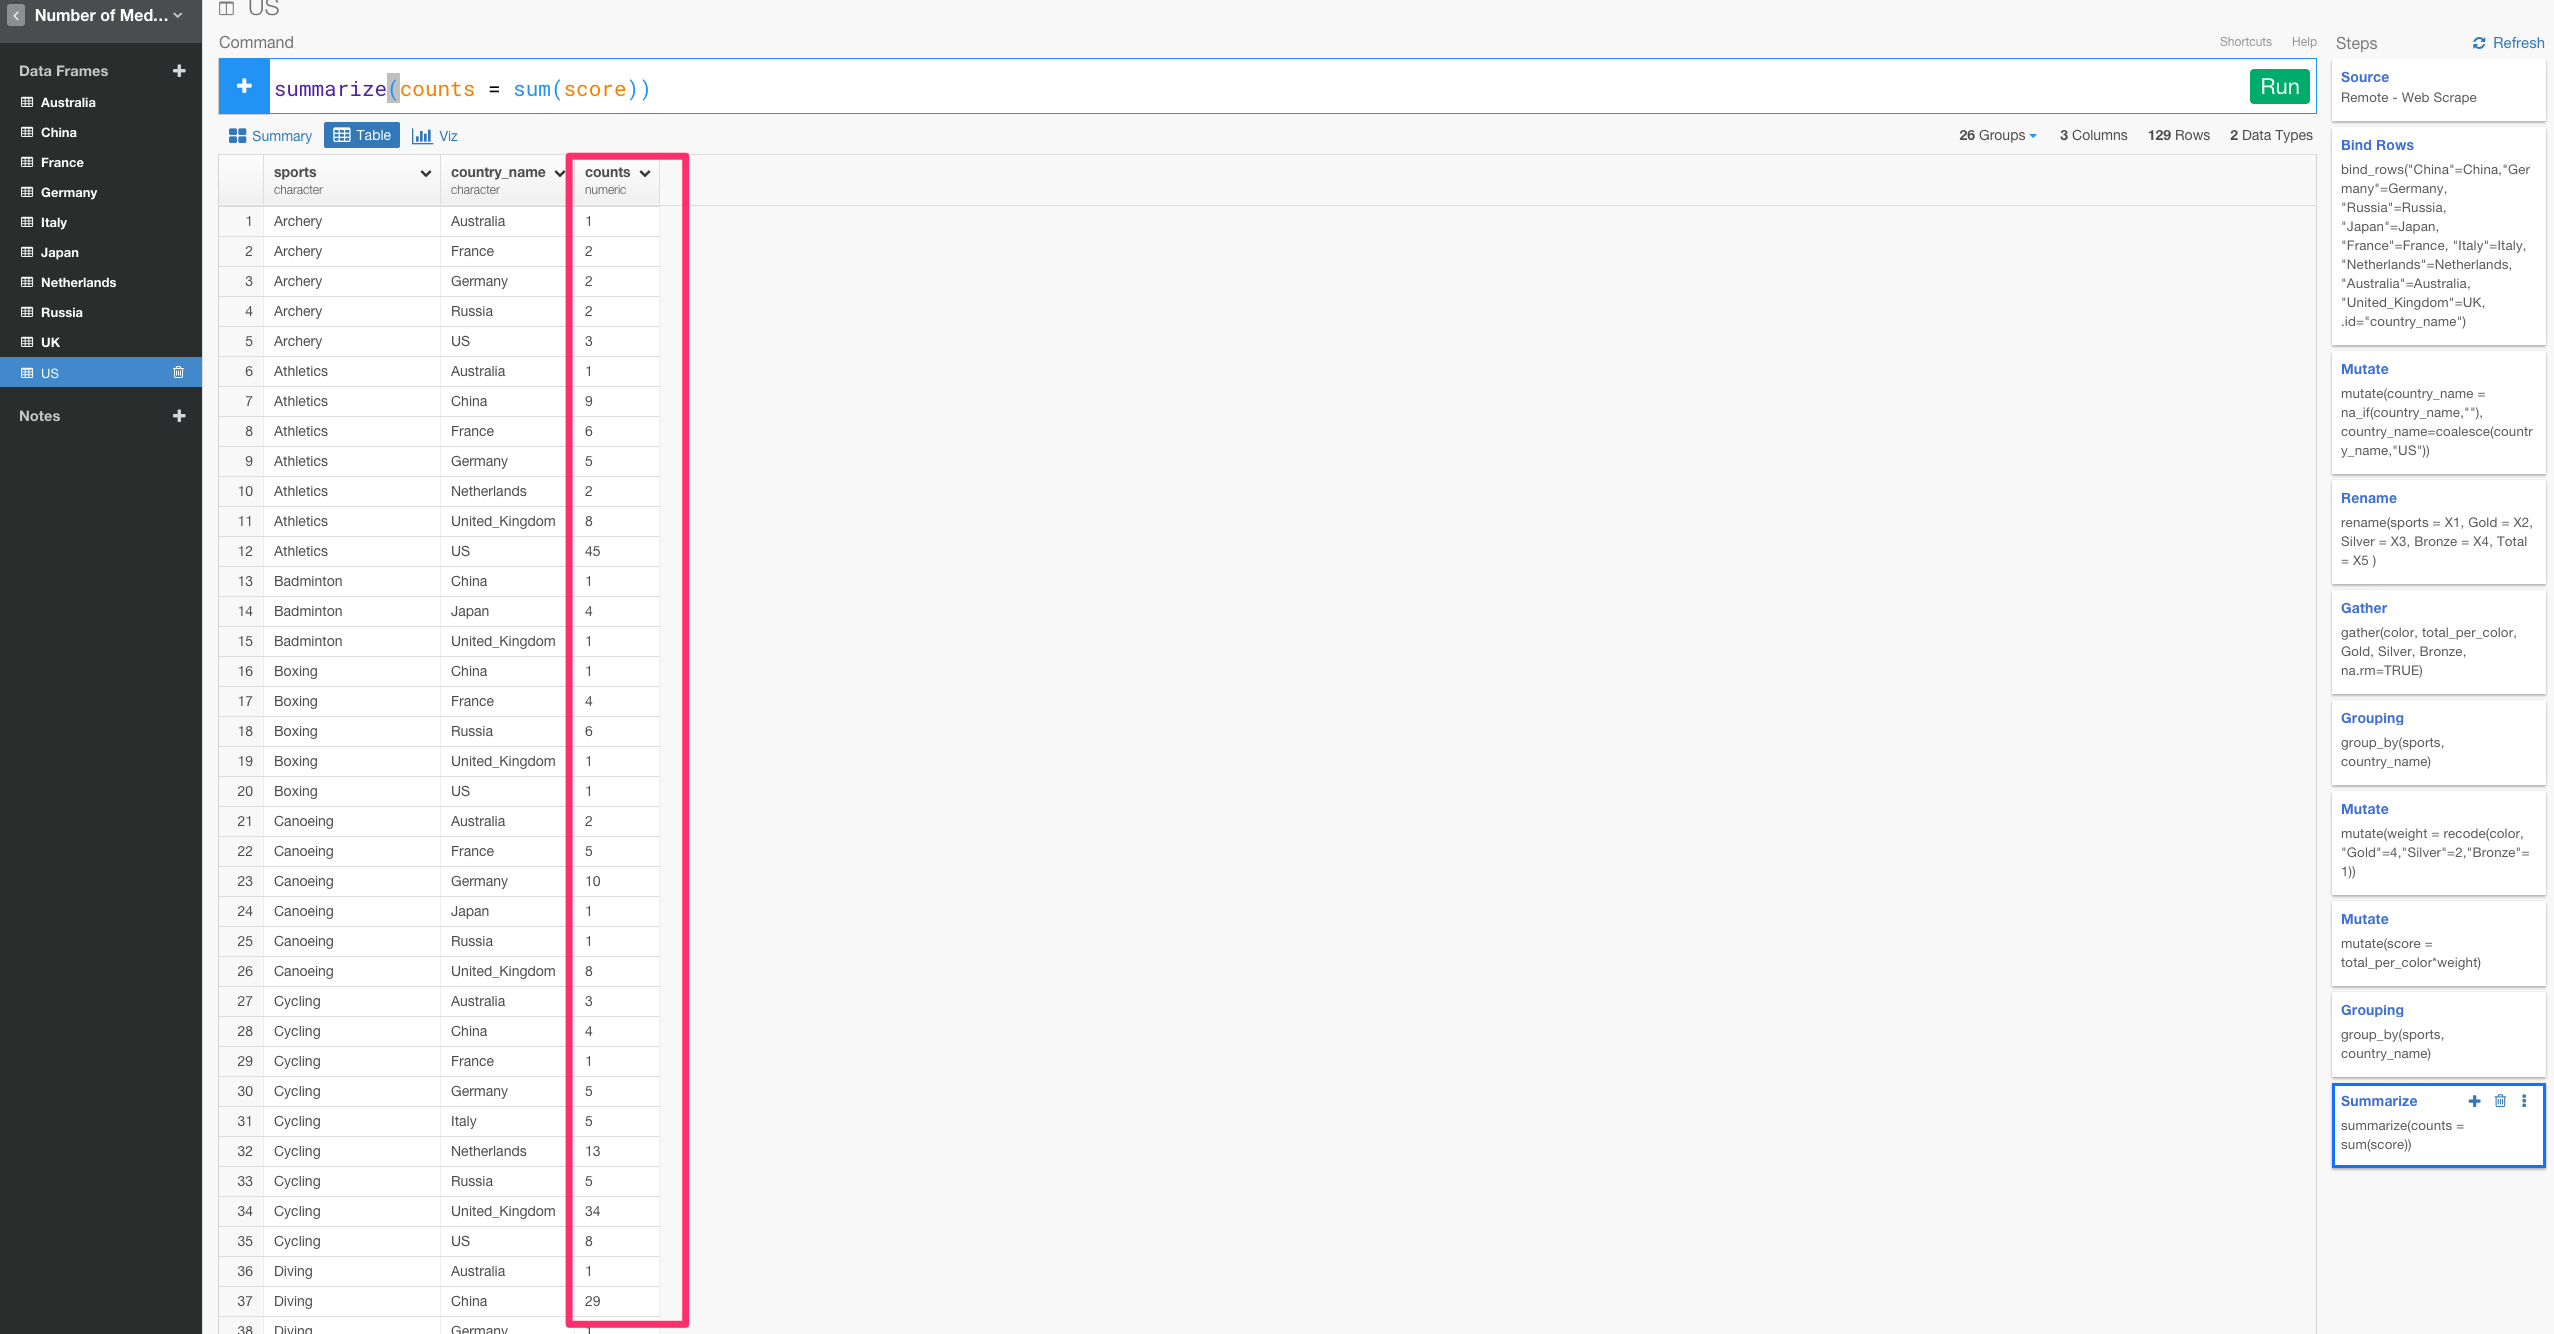 Number of Med...
Data Frames
Australia
China
France
Germany
Italy
Japan
Netherlands
Russia
UK
US
Notes
US
Command
Shortcuts Help
summarize(counts = sum(score))
Run
Summary Table Viz
26 Groups 3 Columns 129 Rows 2 Data Types
sports country_name counts
character character numeric
1 Archery Australia 1
2 Archery France 2
3 Archery Germany 2
4 Archery Russia 2
5 Archery US 3
6 Athletics Australia 1
7 Athletics China 9
8 Athletics France 6
9 Athletics Germany 5
10 Athletics Netherlands 2
11 Athletics United_Kingdom 8
12 Athletics US 45
13 Badminton China 1
14 Badminton Japan 4
15 Badminton United_Kingdom 1
16 Boxing China 1
17 Boxing France 4
18 Boxing Russia 6
19 Boxing United_Kingdom 1
20 Boxing US 1
21 Canoeing Australia 2
22 Canoeing France 5
23 Canoeing Germany 10
24 Canoeing Japan 1
25 Canoeing Russia 1
26 Canoeing United_Kingdom 8
27 Cycling Australia 3
28 Cycling China 4
29 Cycling France 1
30 Cycling Germany 5
31 Cycling Italy 5
32 Cycling Netherlands 13
33 Cycling Russia 5
34 Cycling United_Kingdom 34
35 Cycling US 8
36 Diving Australia 1
37 Diving China 29
38 Diving Germany 1
Steps Refresh
Source
Remote - Web Scrape
Bind Rows
bind_rows("China"=China,"Ger
many"=Germany,
"Russia"=Russia,
"Japan"=Japan,
"France"=France, "Italy"=Italy,
"Netherlands"=Netherlands,
"Australia"=Australia,
"United_Kingdom"=UK,
.id="country_name")
Mutate
mutate(country_name =
na_if(country_name,""),
country_name=coalesce(countr
y_name,"US"))
Rename
rename(sports = X1, Gold = X2,
Silver = X3, Bronze = X4, Total
= X5 )
Gather
gather(color, total_per_color,
Gold, Silver, Bronze,
na.rm=TRUE)
Grouping
group_by(sports,
country_name)
Mutate
mutate(weight = recode(color,
"Gold"=4,"Silver"=2,"Bronze"=
1))
Mutate
mutate(score =
total_per_color*weight)
Grouping
group_by(sports,
country_name)
Summarize
summarize(counts =
sum(score))